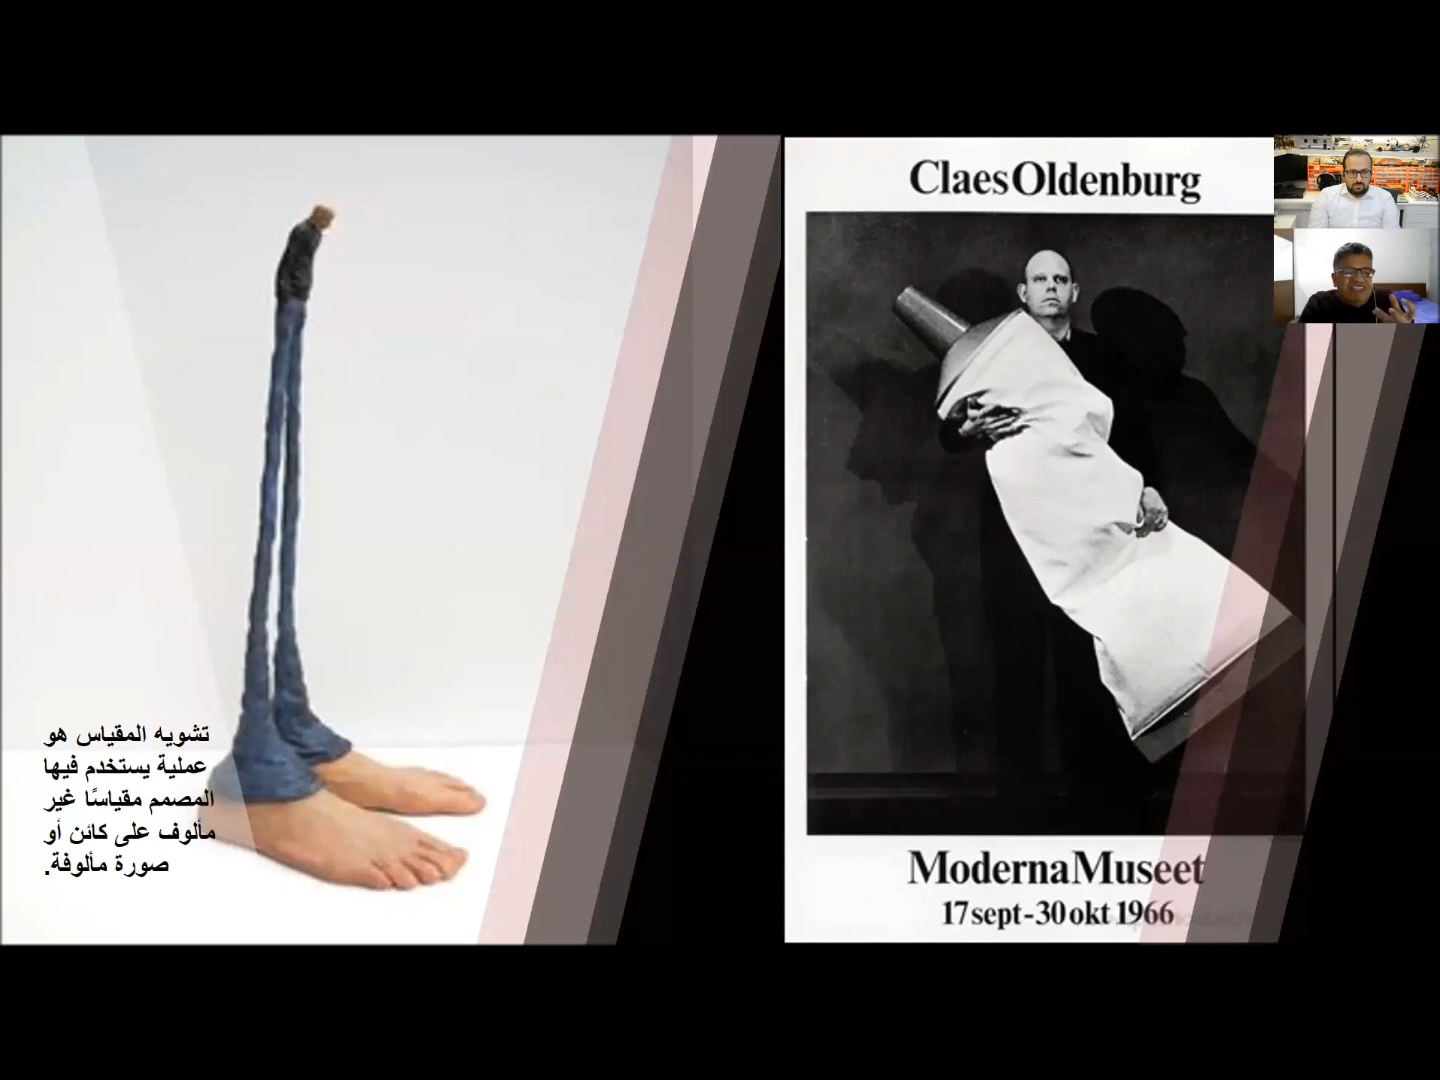 Claes Oldenburg
تشويه المقياس هو
عملية يستخدم فيها
المصمم مقياسًا غير
مألوف على كائن أو
صورة مألوفة.
Moderna Museet
17 sept - 30 okt 1966